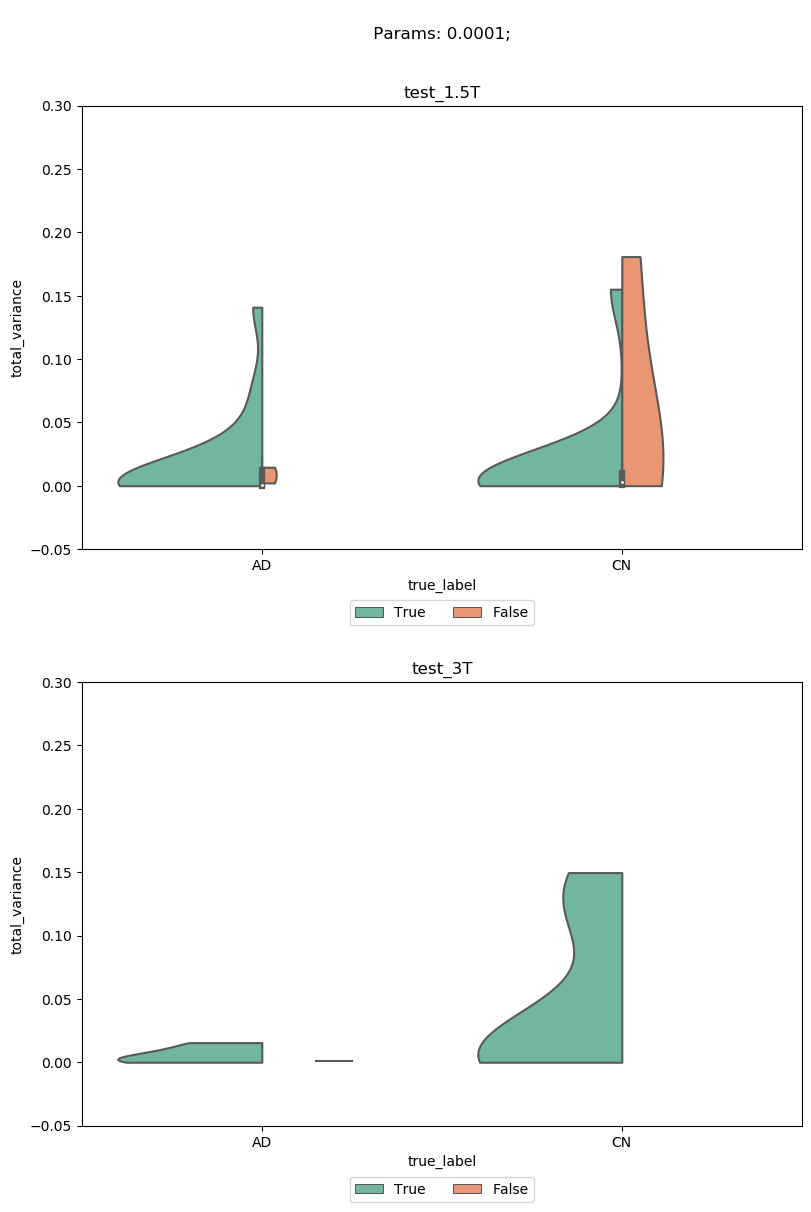 Params: 0.0001;
test_1.5T
0.30
0.25
0.20
0.15
0.10
0.05
0.00
−0.05
total_variance
AD CN
true_label
True False
test_3T
0.30
0.25
0.20
0.15
0.10
0.05
0.00
−0.05
total_variance
AD CN
true_label
True False